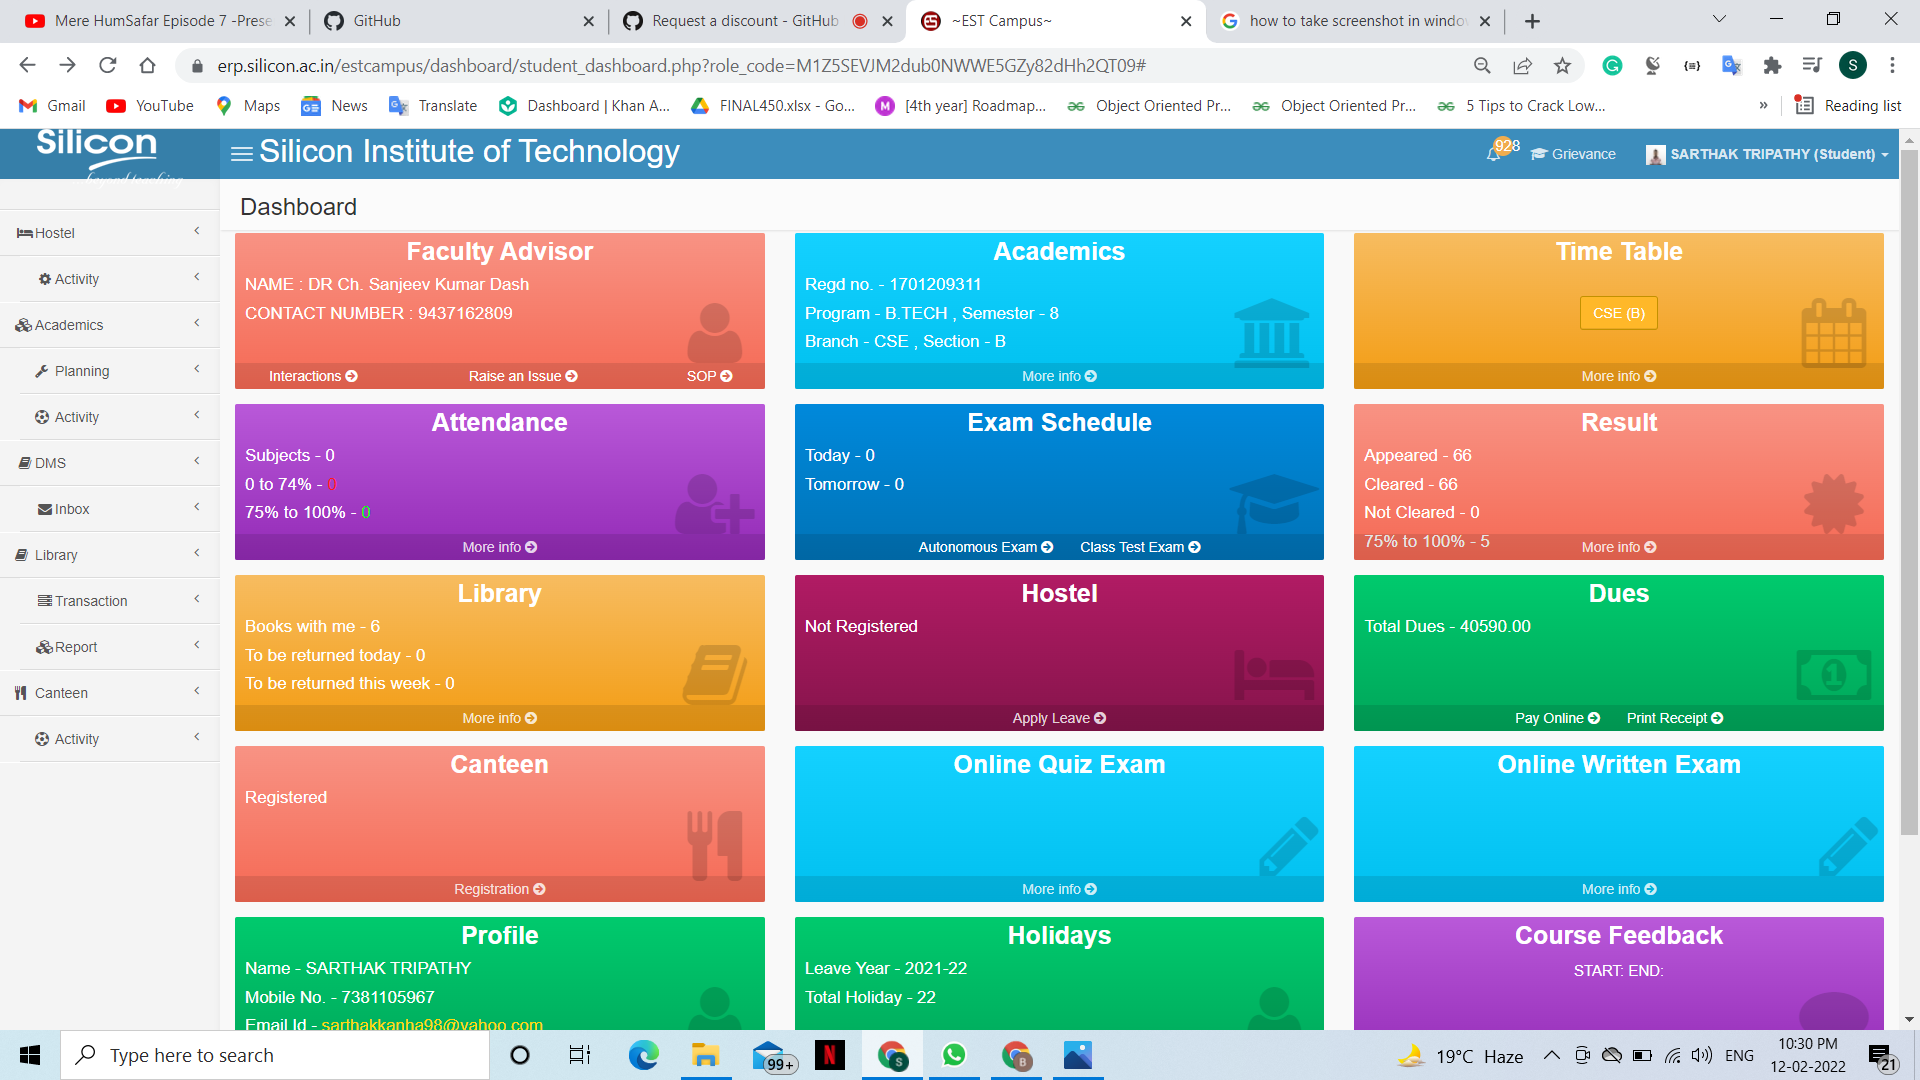 Mere HumSafar Episode 7 -Prese
GitHub
Request a discount - GitHub
~EST Campus~
how to take screenshot in windo
erp.silicon.ac.in/estcampus/dashboard/student_dashboard.php?role_code=M1Z5SEVJM2dub0NWWE5GZy82dHh2QT09#
S
Gmail
YouTube
Maps
News
Translate
Dashboard | Khan A...
FINAL450.xlsx - Go...
[4th year] Roadmap...
Object Oriented Pr...
Object Oriented Pr...
5 Tips to Crack Low...
»
Reading list
Silicon
beyond teaching
Silicon Institute of Technology
928
Grievance
SARTHAK TRIPATHY (Student)
Dashboard
Hostel
Activity
Academics
Planning
Activity
DMS
Inbox
Library
Transaction
Report
Canteen
Activity
Faculty Advisor
NAME : DR Ch. Sanjeev Kumar Dash
CONTACT NUMBER : 9437162809
Interactions
Raise an Issue
SOP
Academics
Regd no. - 1701209311
Program - B.TECH , Semester - 8
Branch - CSE , Section - B
More info
Time Table
CSE (B)
More info
Attendance
Subjects - 0
0 to 74% - 0
75% to 100% - 0
More info
Exam Schedule
Today - 0
Tomorrow - 0
Autonomous Exam
Class Test Exam
Result
Appeared - 66
Cleared - 66
Not Cleared - 0
75% to 100% - 5
More info
Library
Books with me - 6
To be returned today - 0
To be returned this week - 0
More info
Hostel
Not Registered
Apply Leave
Dues
Total Dues - 40590.00
1
Pay Online
Print Receipt
Canteen
Registered
Registration
Online Quiz Exam
More info
Online Written Exam
More info
Profile
Name - SARTHAK TRIPATHY
Mobile No. - 7381105967
Email Id - sarthakkanha98@yahoo.com
Holidays
Leave Year - 2021-22
Total Holiday - 22
Course Feedback
START: END:
Type here to search
99+
N
S
B
19°C Haze
ENG
10:30 PM
12-02-2022
21